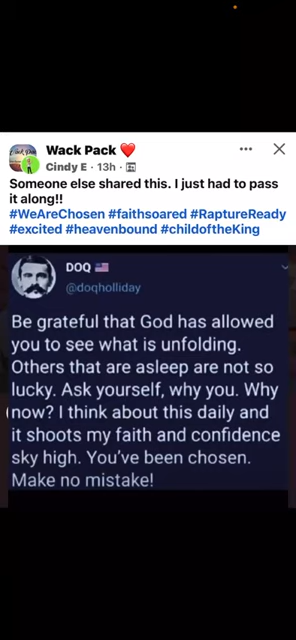 Wack Pack ❤️
Cindy E · 13h ·
Someone else shared this. I just had to pass
it along!!
#WeAreChosen #faithsoared #RaptureReady
#excited #heavenbound #childoftheKing
DOQ 🇺🇸
@doqholliday
Be grateful that God has allowed
you to see what is unfolding.
Others that are asleep are not so
lucky. Ask yourself, why you. Why
now? I think about this daily and
it shoots my faith and confidence
sky high. You've been chosen.
Make no mistake!